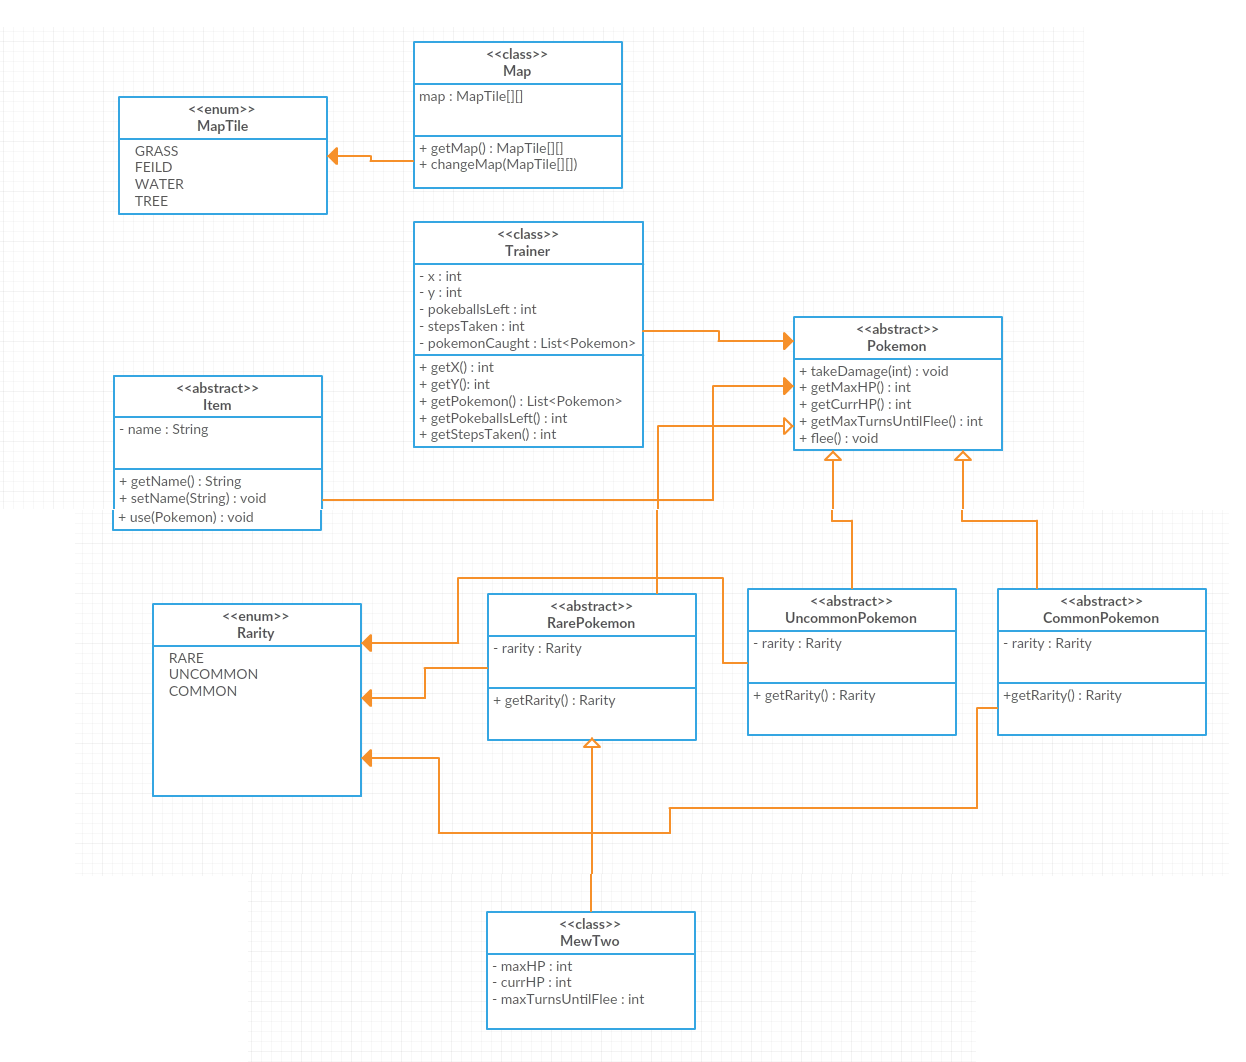 <<class>>
Map
map : MapTile[][]
+ getMap() : MapTile[][]
+ changeMap(MapTile[][])
<<enum>>
MapTile
GRASS
FEILD
WATER
TREE
<<class>>
Trainer
- x : int
- y : int
- pokeballsLeft : int
- stepsTaken : int
- pokemonCaught : List<Pokemon>
+ getX() : int
+ getY(): int
+ getPokemon() : List<Pokemon>
+ getPokeballsLeft() : int
+ getStepsTaken() : int
<<abstract>>
Pokemon
+ takeDamage(int) : void
+ getMaxHP() : int
+ getCurrHP() : int
+ getMaxTurnsUntilFlee() : int
+ flee() : void
<<abstract>>
Item
- name : String
+ getName() : String
+ setName(String) : void
+ use(Pokemon) : void
<<enum>>
Rarity
RARE
UNCOMMON
COMMON
<<abstract>>
RarePokemon
- rarity : Rarity
+ getRarity() : Rarity
<<abstract>>
UncommonPokemon
- rarity : Rarity
+ getRarity() : Rarity
<<abstract>>
CommonPokemon
- rarity : Rarity
+getRarity() : Rarity
<<class>>
MewTwo
- maxHP : int
- currHP : int
- maxTurnsUntilFlee : int